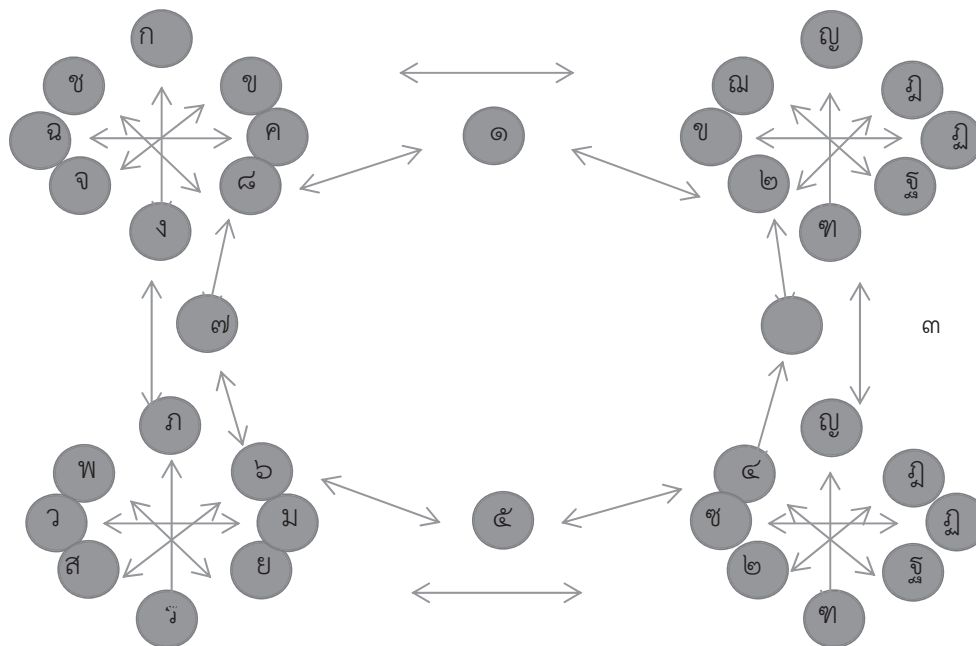 ก
ช
ข
ฉ
ค
จ
๘
ง
๑
ญ
ฌ
ฎ
ข
ฏ
๒
ฐ
ฑ
๗
๓
ภ
พ
๖
ว
ม
ส
ย
๕
ญ
๔
ฎ
ซ
ฏ
๒
ฐ
ฑ